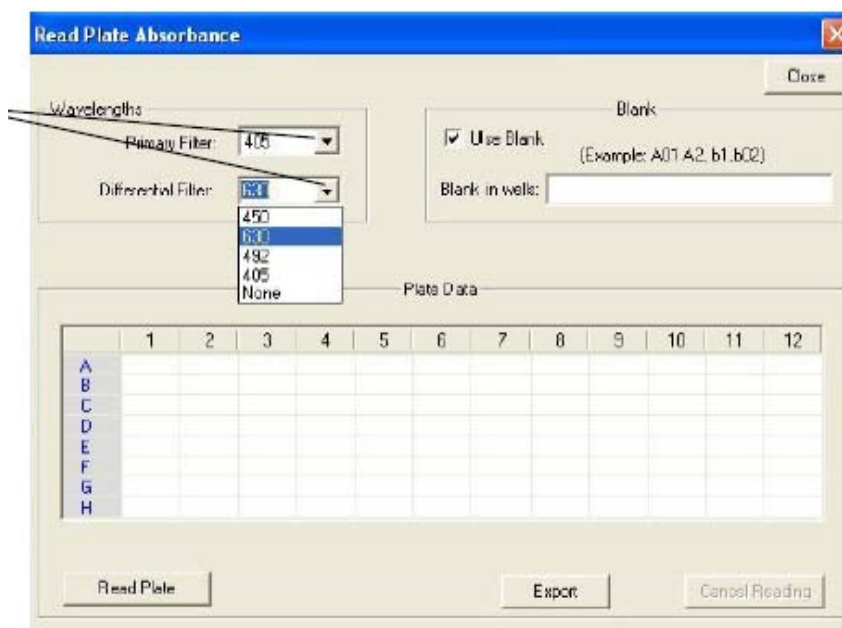 Read Plate Absorbance
Close
Wavelengths
Primary Filter: 405
Differential Filter: 630
450
630
492
405
None
Blank
Use Blank
(Example: A01 A2, b1,b02)
Blank in wells:
Plate Data
1 2 3 4 5 6 7 8 9 10 11 12
A
B
C
D
E
F
G
H
Read Plate Export Cancel Reading